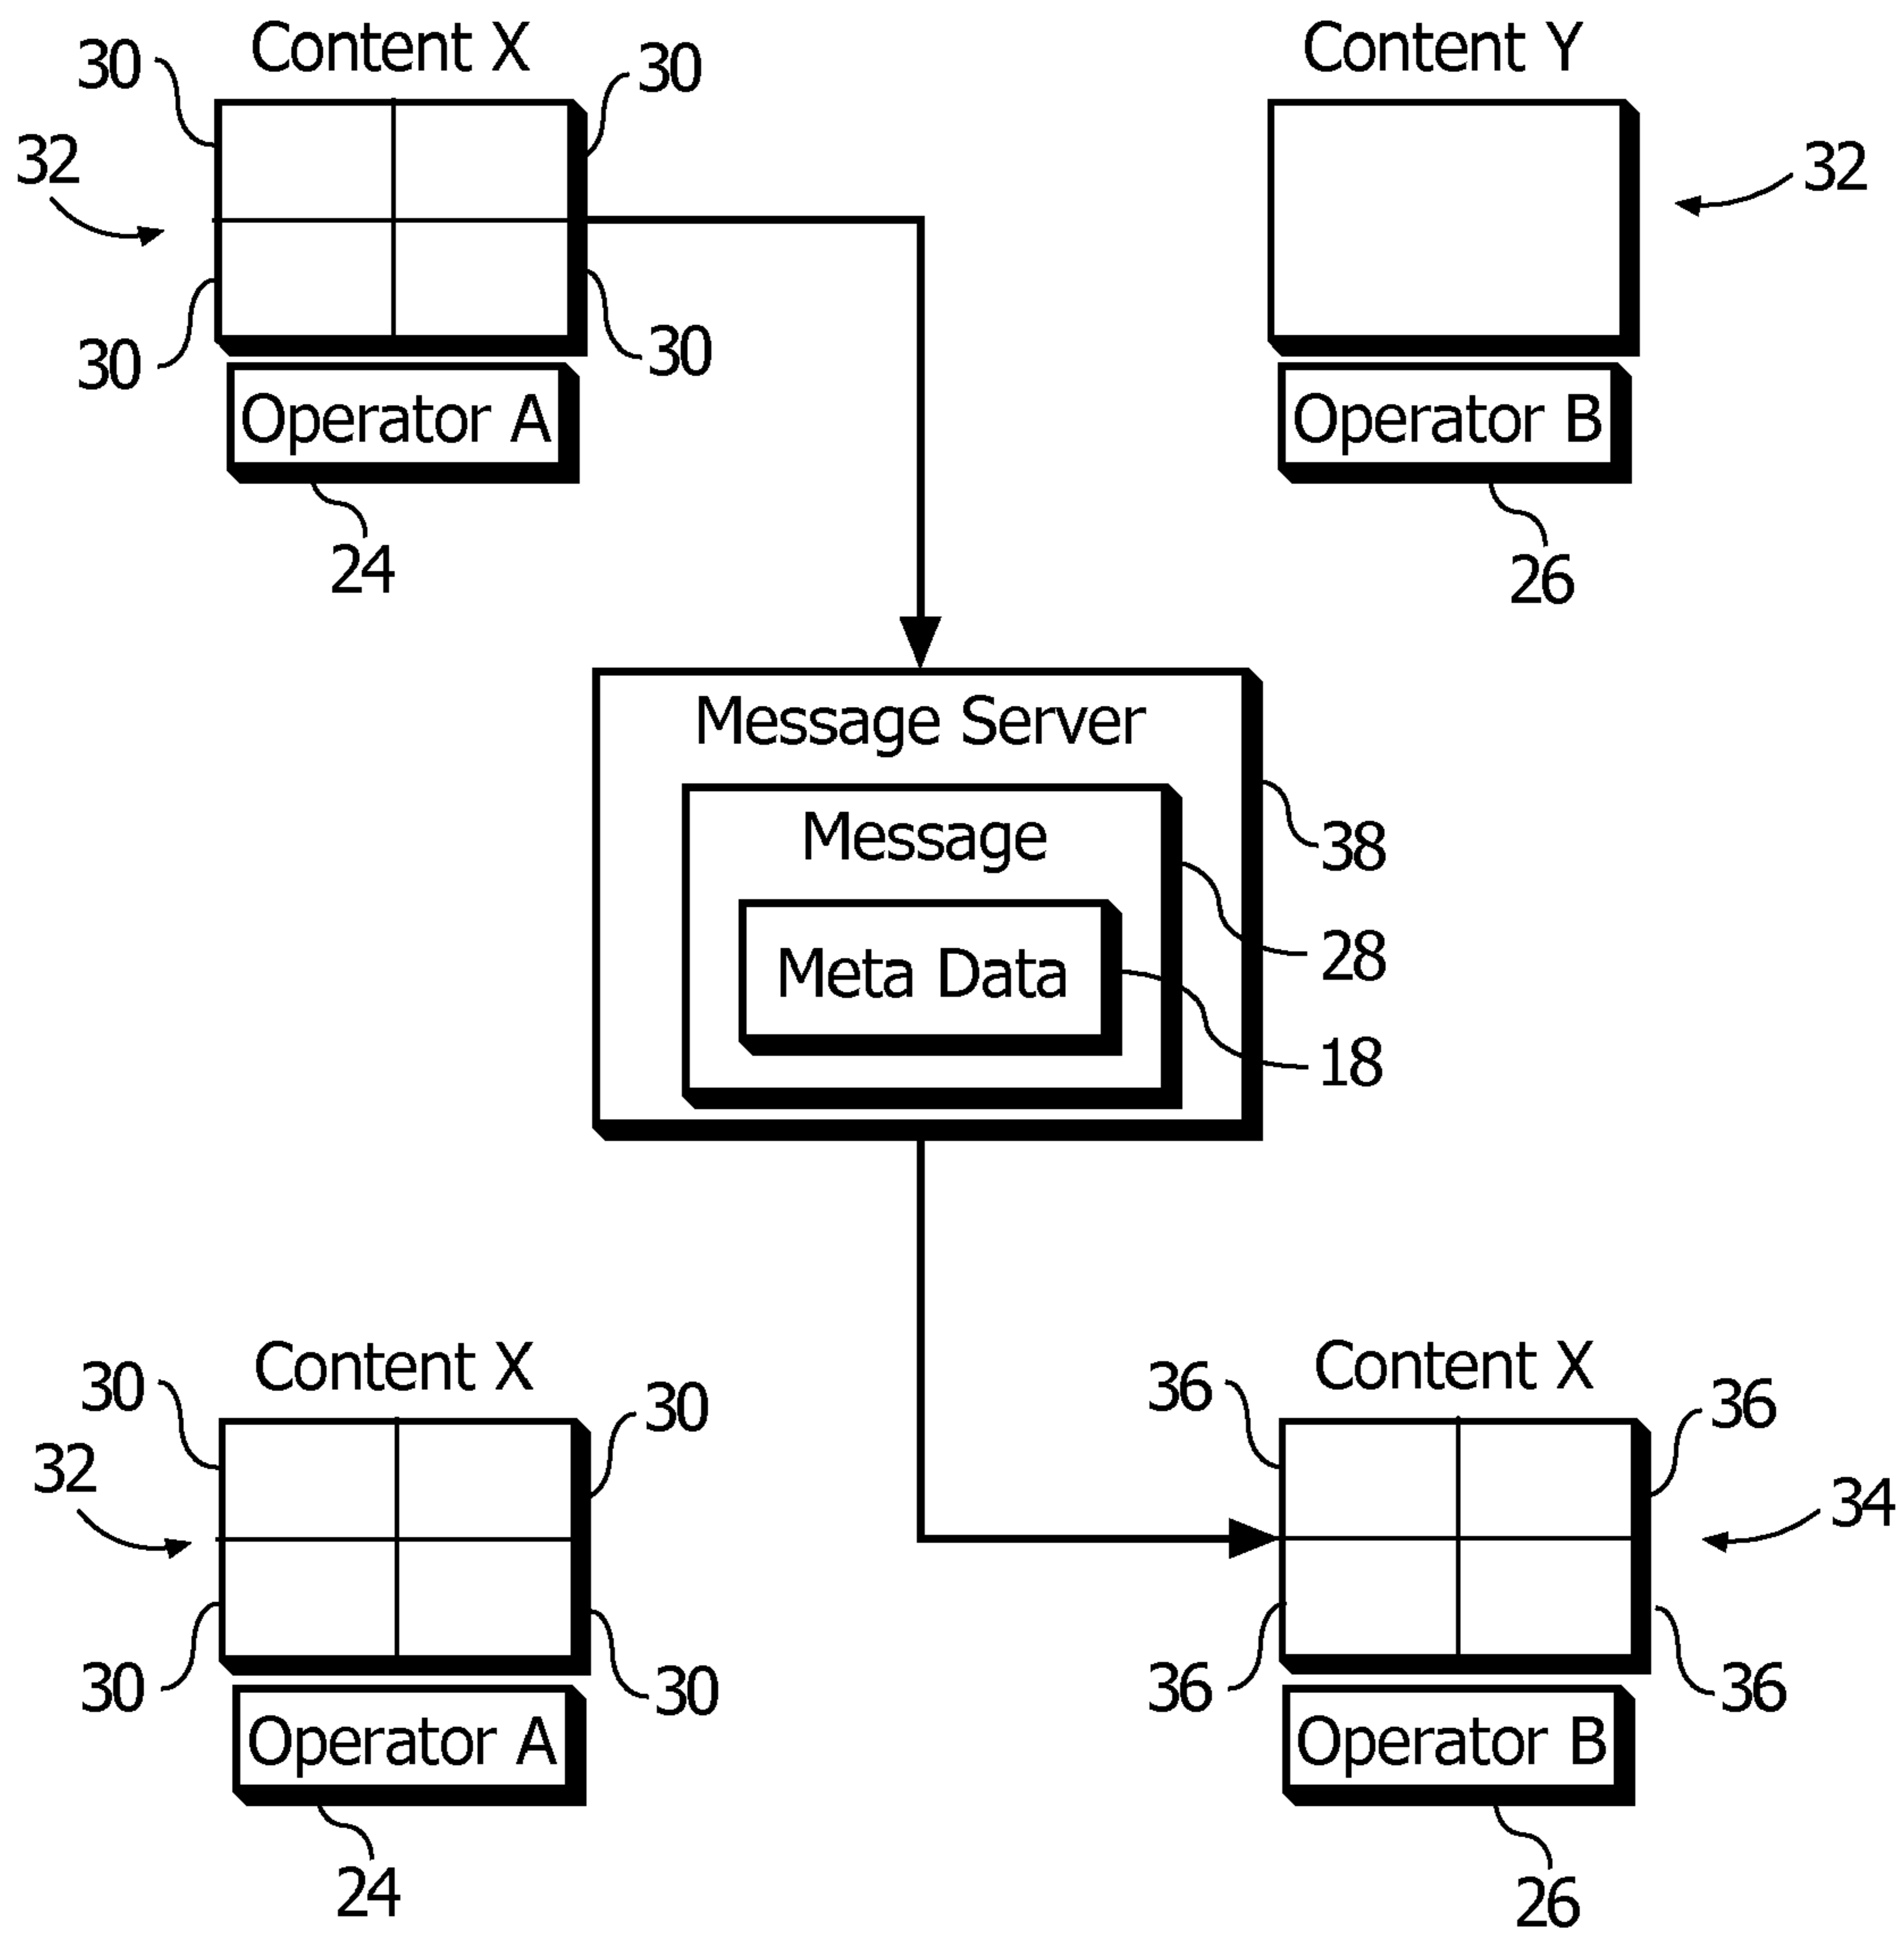 Content X
Content Y
30
30
32
32
30
30
Operator A
Operator B
24
26
Message Server
Message
38
28
Meta Data
18
Content X
Content X
30
30
36
36
32
34
30
30
36
36
Operator A
Operator B
24
26